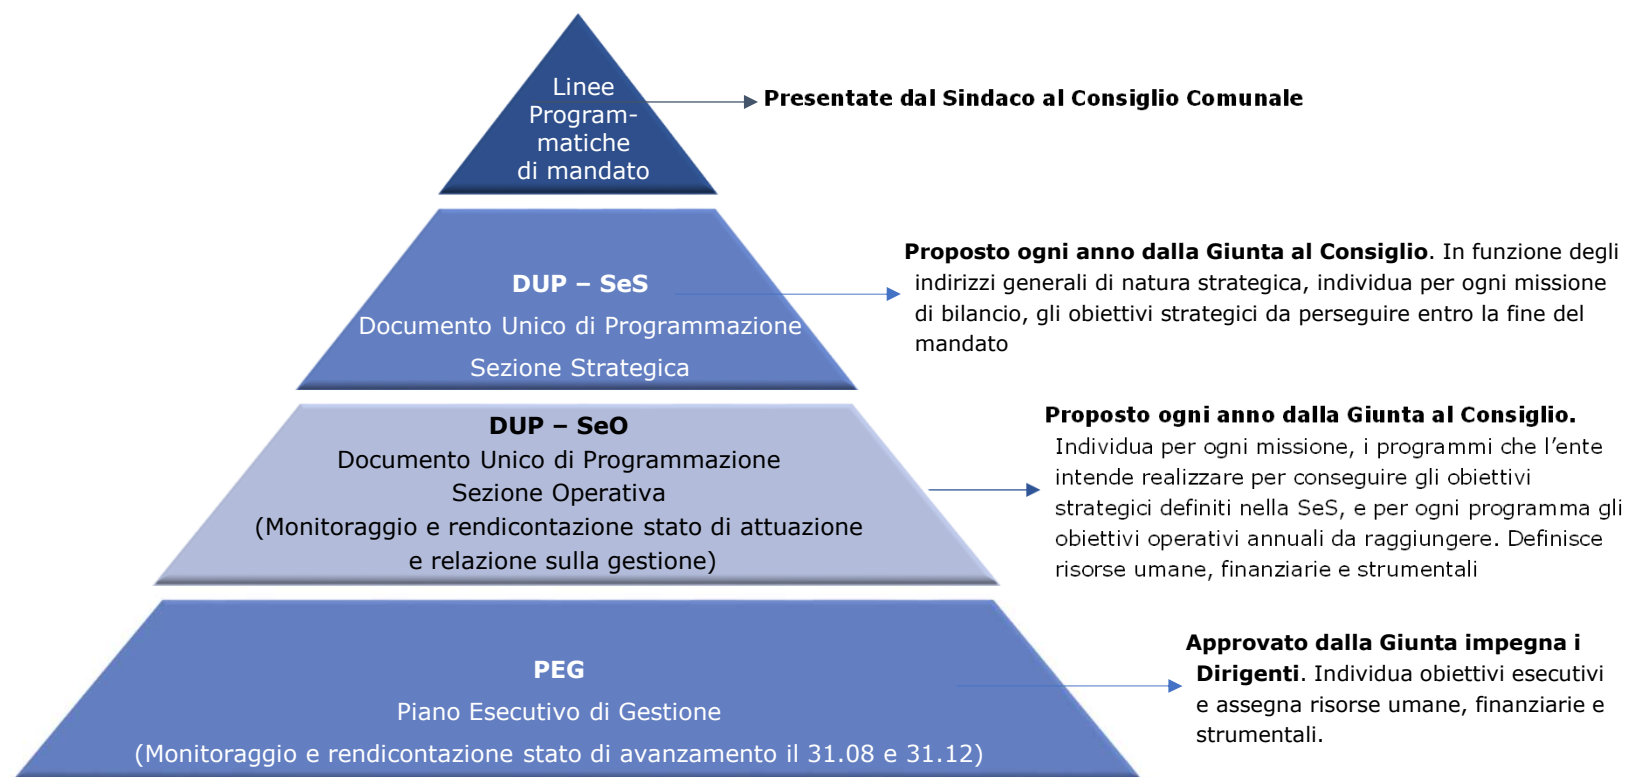 Linee
Program-
matiche
di mandato
Presentate dal Sindaco al Consiglio Comunale
DUP – SeS
Documento Unico di Programmazione
Sezione Strategica
Proposto ogni anno dalla Giunta al Consiglio. In funzione degli
indirizzi generali di natura strategica, individua per ogni missione
di bilancio, gli obiettivi strategici da perseguire entro la fine del
mandato
DUP – SeO
Documento Unico di Programmazione
Sezione Operativa
(Monitoraggio e rendicontazione stato di attuazione
e relazione sulla gestione)
Proposto ogni anno dalla Giunta al Consiglio.
Individua per ogni missione, i programmi che l’ente
intende realizzare per conseguire gli obiettivi
strategici definiti nella SeS, e per ogni programma gli
obiettivi operativi annuali da raggiungere. Definisce
risorse umane, finanziarie e strumentali
PEG
Piano Esecutivo di Gestione
(Monitoraggio e rendicontazione stato di avanzamento il 31.08 e 31.12)
Approvato dalla Giunta impegna i
Dirigenti. Individua obiettivi esecutivi
e assegna risorse umane, finanziarie e
strumentali.